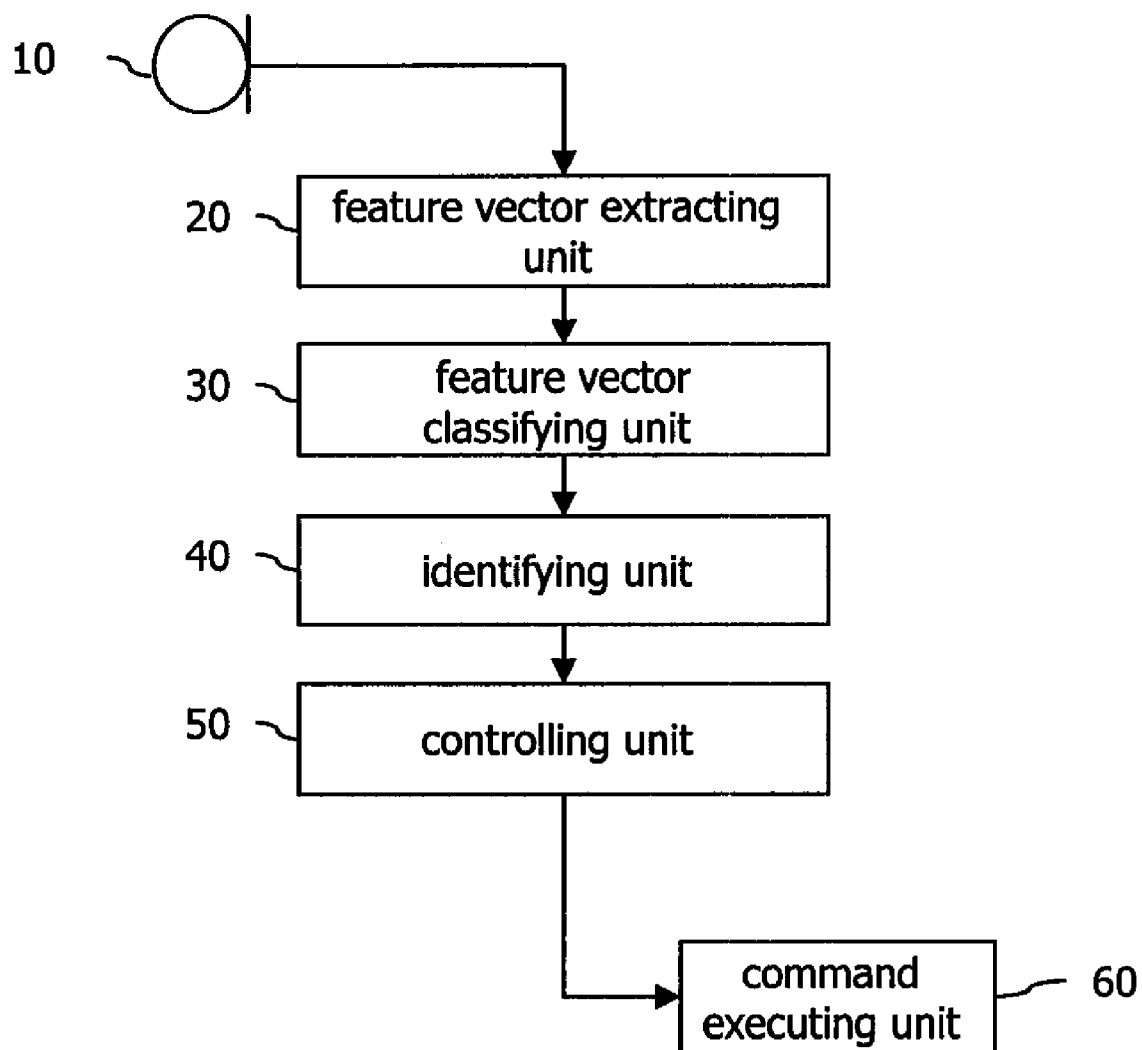 10
20
feature vector extracting
unit
30
feature vector
classifying unit
40
identifying unit
50
controlling unit
command
executing unit
60